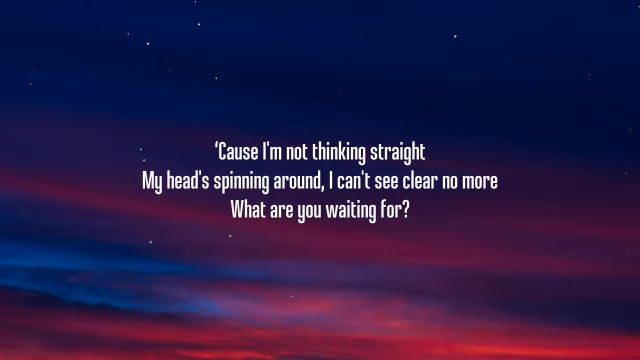 ‘Cause I'm not thinking straight
My head's spinning around, I can't see clear no more
What are you waiting for?